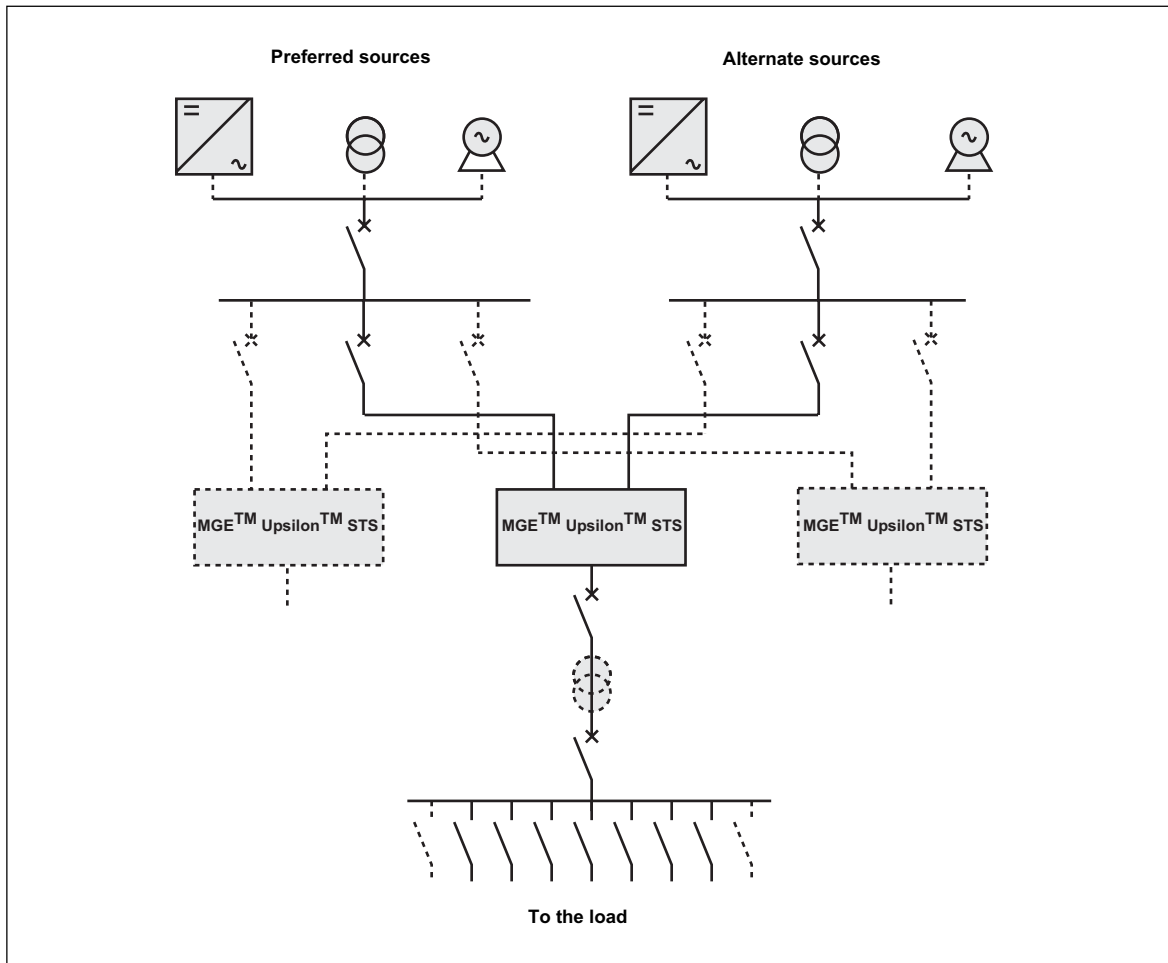 Preferred sources
Alternate sources
MGE™ Upsilon™ STS
MGE™ Upsilon™ STS
MGE™ Upsilon™ STS
To the load